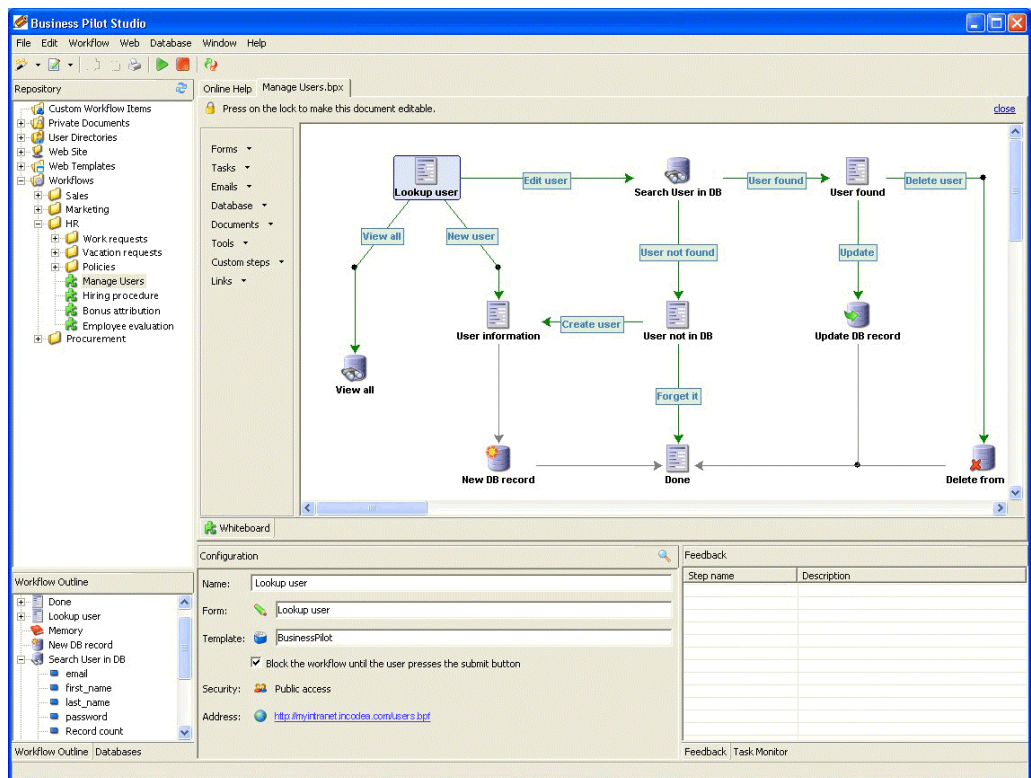 Business Pilot Studio
File Edit Workflow Web Database Window Help
Repository
Custom Workflow Items
Private Documents
User Directories
Web Site
Web Templates
Workflows
Sales
Marketing
HR
Work requests
Vacation requests
Policies
Manage Users
Hiring procedure
Bonus attribution
Employee evaluation
Procurement
Online Help Manage Users.bpx
Press on the lock to make this document editable. close
Forms
Tasks
Emails
Database
Documents
Tools
Custom steps
Links
Lookup user Edit user Search User in DB User found User found Delete user
View all New user User not found Update
User information Create user User not in DB Update DB record
View all
Forget it
New DB record Done Delete from
Whiteboard
Configuration
Name: Lookup user
Form: Lookup user
Template: BusinessPilot
Block the workflow until the user presses the submit button
Security: Public access
Address: http://myintranet.incodea.com/users.bpf
Feedback
Step name Description
Feedback Task Monitor
Workflow Outline
Done
Lookup user
Memory
New DB record
Search User in DB
email
first_name
last_name
password
Record count
Workflow Outline Databases